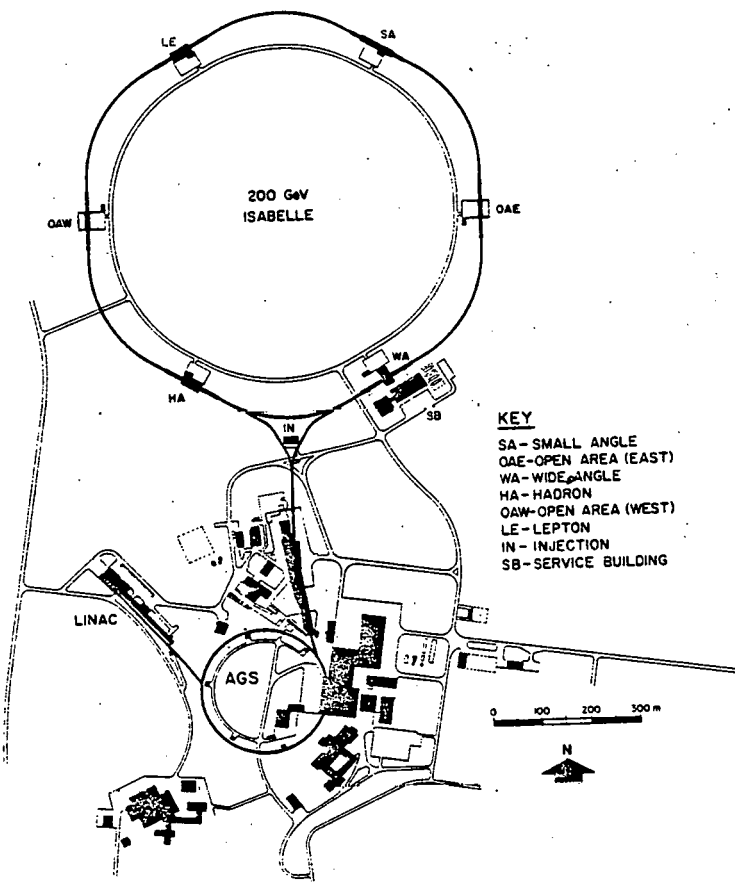 LE
SA
200 GeV
ISABELLE
OAW
OAE
WA
HA
SB
IN
KEY
SA-SMALL ANGLE
OAE-OPEN AREA (EAST)
WA-WIDE ANGLE
HA-HADRON
OAW-OPEN AREA (WEST)
LE-LEPTON
IN-INJECTION
SB-SERVICE BUILDING
LINAC
AGS
0 100 200 300 m
N